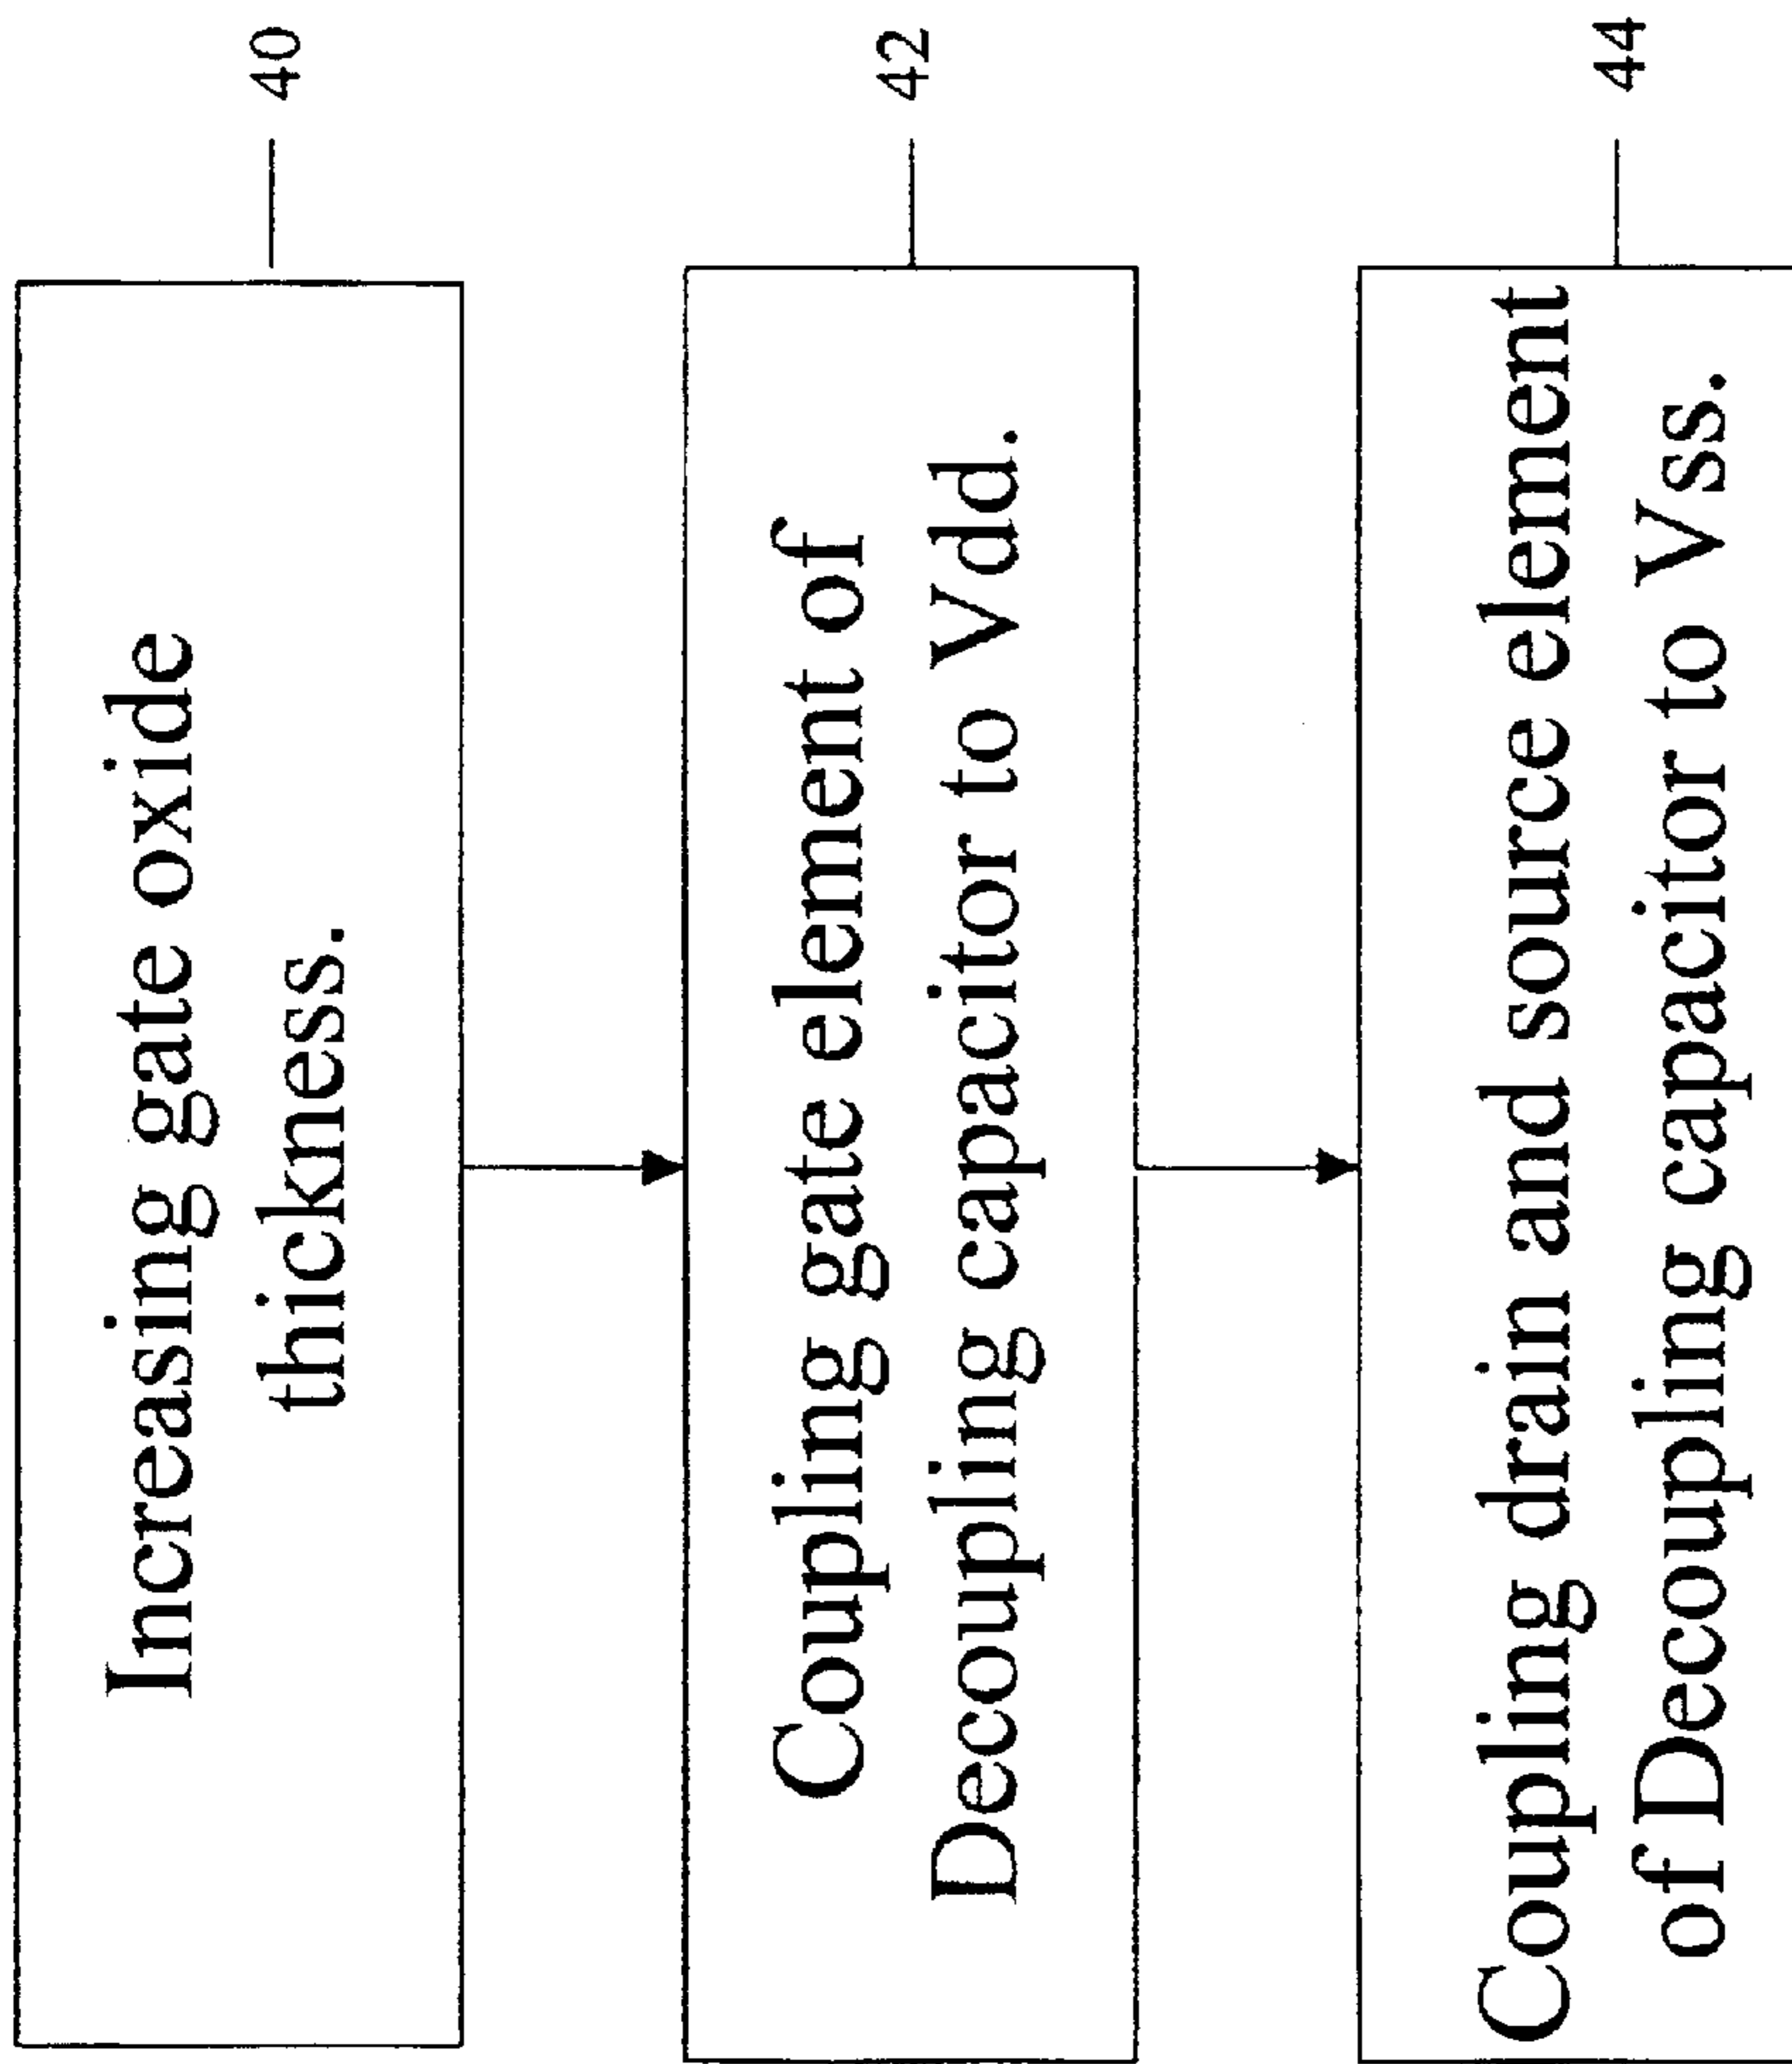 Increasing gate oxide
thickness.
40
Coupling gate element of
Decoupling capacitor to Vdd.
42
Coupling drain and source element
of Decoupling capacitor to Vss.
44